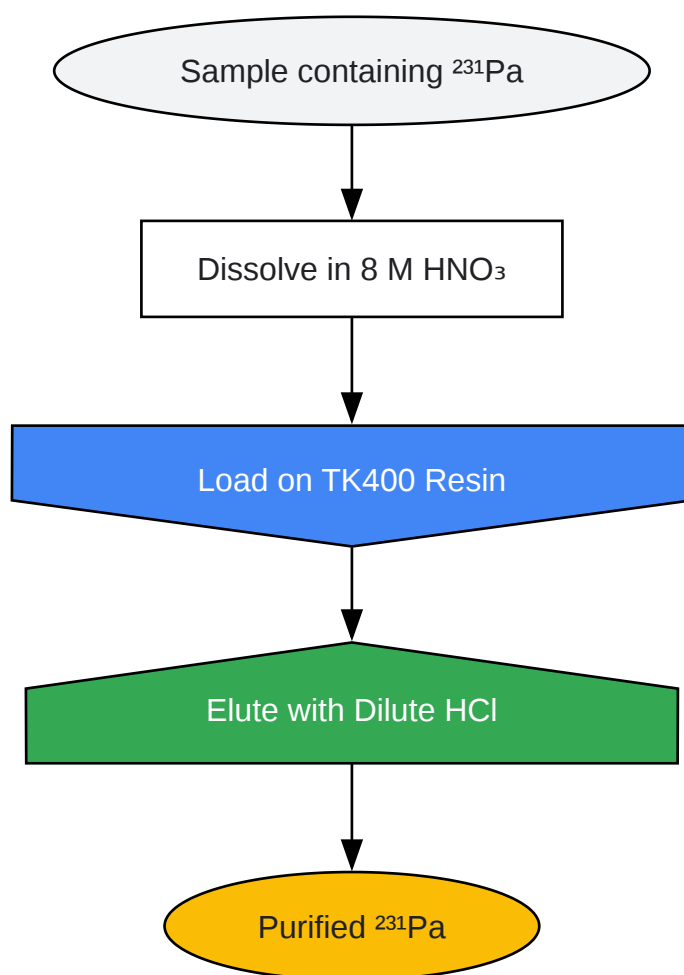 Sample containing ²³¹Pa
Dissolve in 8 M HNO₃
Load on TK400 Resin
Elute with Dilute HCl
Purified ²³¹Pa